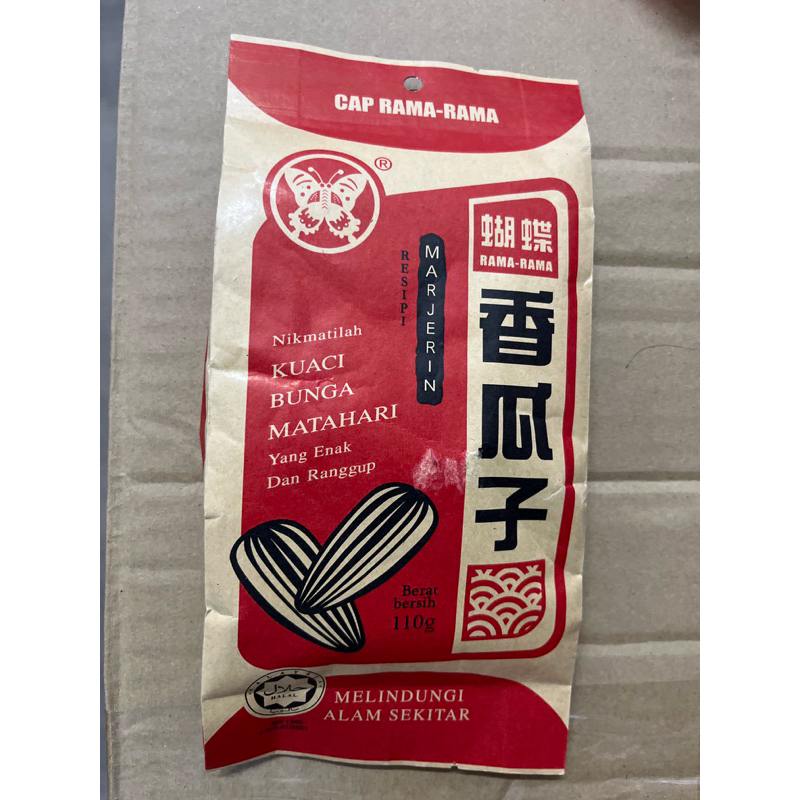 CAP RAMA-RAMA
®
蝴蝶
RAMA-RAMA
香瓜子
RESIPI
MARJERIN
Nikmatilah
KUACI
BUNGA
MATAHARI
Yang Enak
Dan Ranggup
Berat
bersih
110g
حلال
HALAL
MELINDUNGI
ALAM SEKITAR